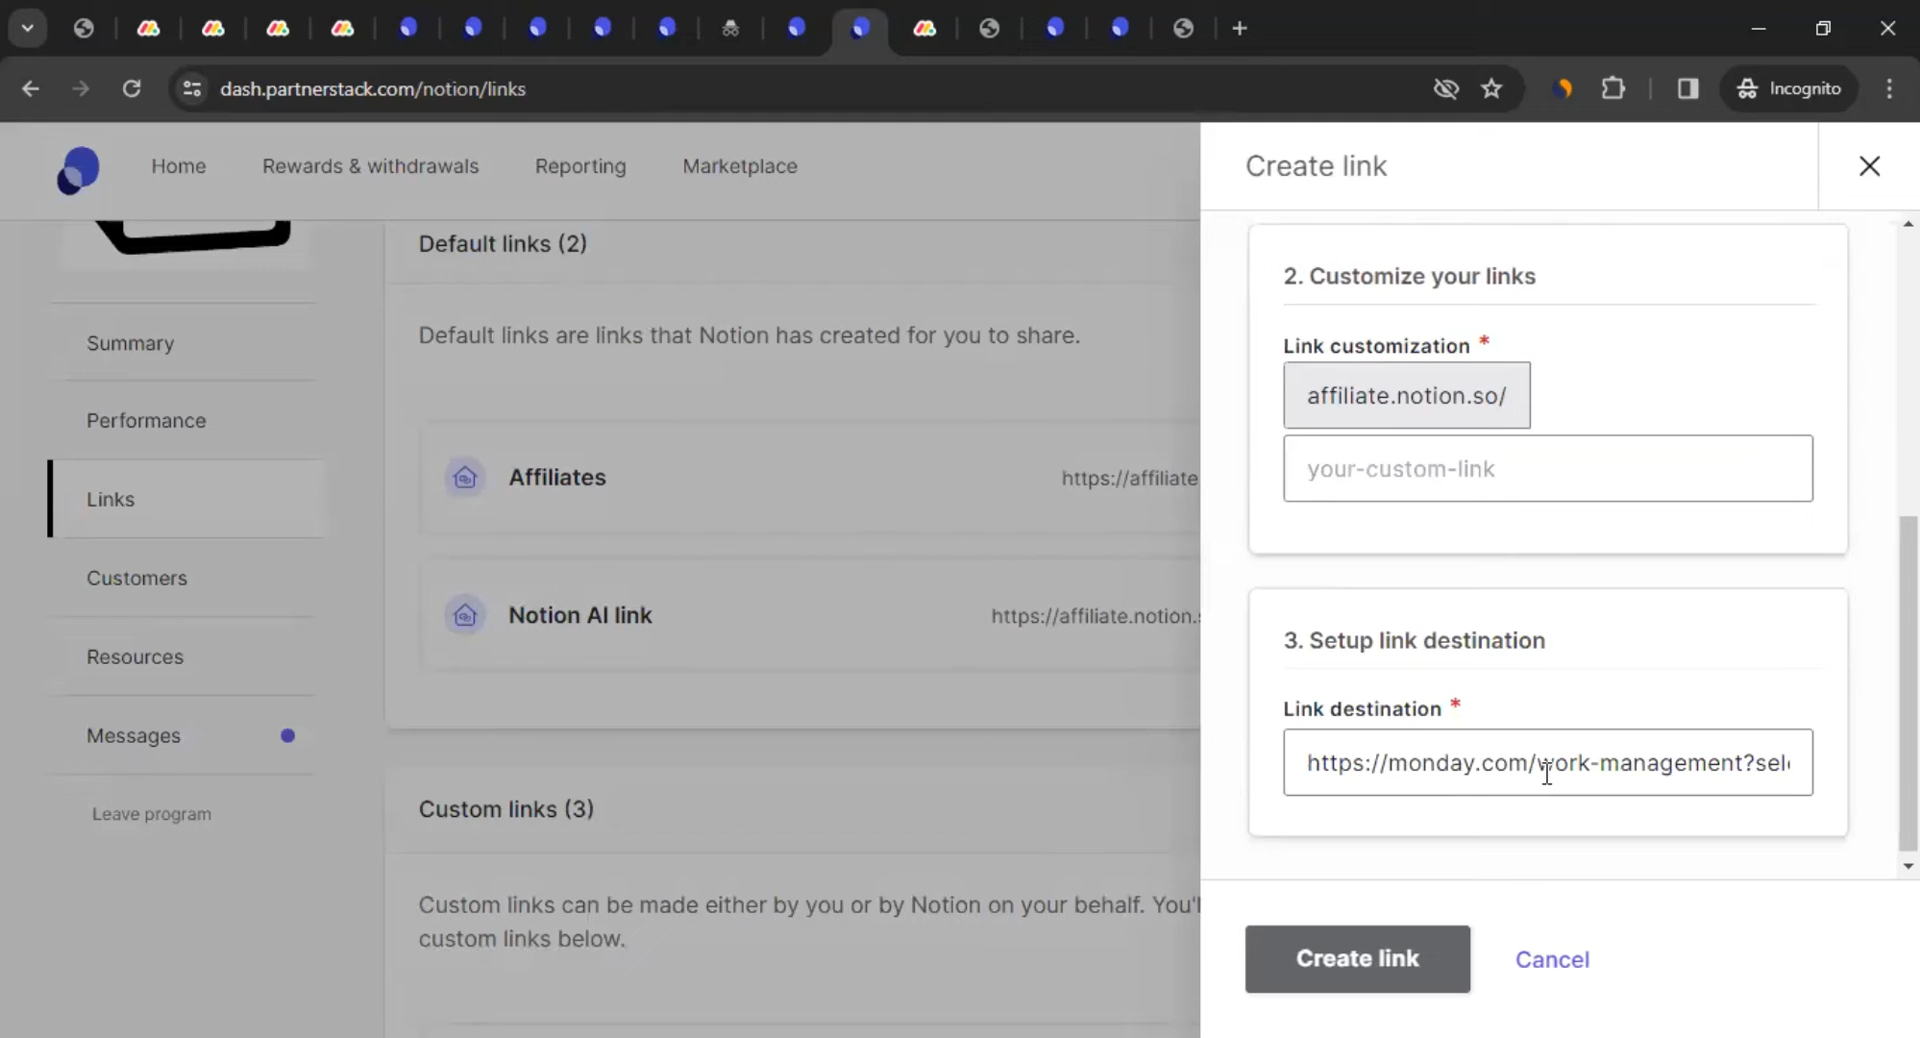 dash.partnerstack.com/notion/links
Incognito
Home
Rewards & withdrawals
Reporting
Marketplace
Summary
Performance
Links
Customers
Resources
Messages
Leave program
Default links (2)
Default links are links that Notion has created for you to share.
Affiliates
https://affiliate
Notion AI link
https://affiliate.notion.
Custom links (3)
Custom links can be made either by you or by Notion on your behalf. You'l
custom links below.
Create link
2. Customize your links
Link customization *
affiliate.notion.so/
your-custom-link
3. Setup link destination
Link destination *
https://monday.com/work-management?sel
Create link
Cancel